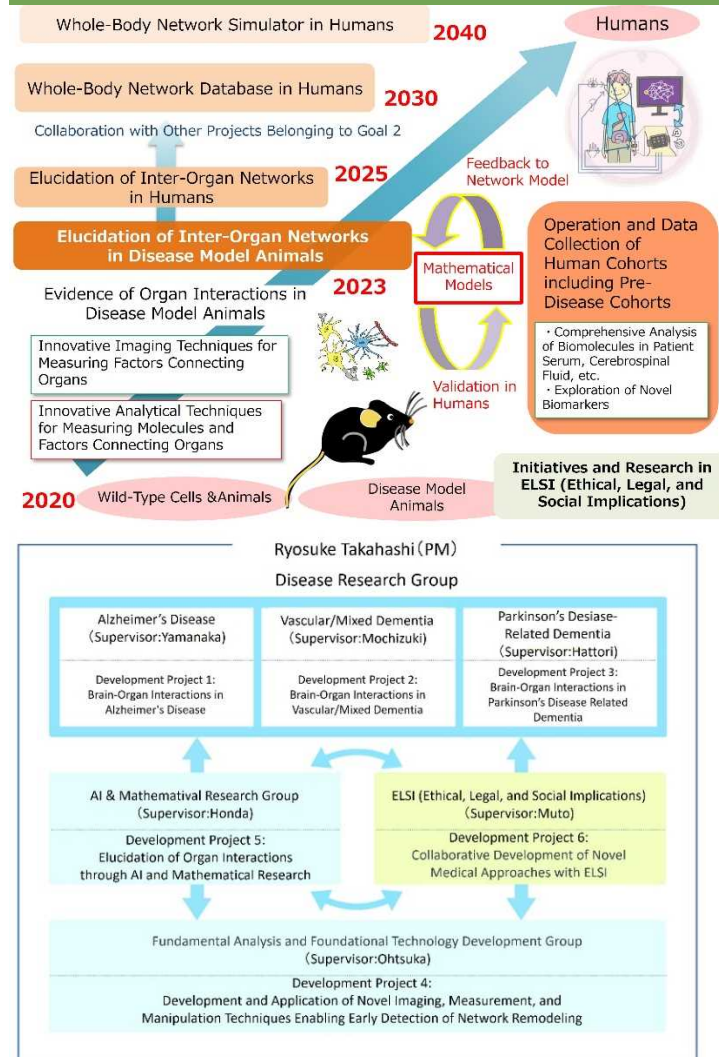 Whole-Body Network Simulator in Humans
2040
Humans
Whole-Body Network Database in Humans
2030
Collaboration with Other Projects Belonging to Goal 2
Feedback to
Network Model
Elucidation of Inter-Organ Networks
in Humans
2025
Elucidation of Inter-Organ Networks
in Disease Model Animals
2023
Mathematical
Models
Operation and Data
Collection of
Human Cohorts
including Pre-
Disease Cohorts
・Comprehensive Analysis
of Biomolecules in Patient
Serum, Cerebrospinal
Fluid, etc.
・Exploration of Novel
Biomarkers
Evidence of Organ Interactions in
Disease Model Animals
Innovative Imaging Techniques for
Measuring Factors Connecting
Organs
Validation in
Humans
Innovative Analytical Techniques
for Measuring Molecules and
Factors Connecting Organs
2020
Wild-Type Cells &Animals
Disease Model
Animals
Initiatives and Research in
ELSI (Ethical, Legal, and
Social Implications)
Ryosuke Takahashi(PM)
Disease Research Group
Alzheimer's Disease
(Supervisor:Yamanaka)
Development Project 1:
Brain-Organ Interactions in
Alzheimer's Disease
Vascular/Mixed Dementia
(Supervisor:Mochizuki)
Development Project 2:
Brain-Organ Interactions in
Vascular/Mixed Dementia
Parkinson's Desiase-
Related Dementia
(Supervisor:Hattori)
Development Project 3:
Brain-Organ Interactions in
Parkinson's Disease Related
Dementia
AI & Mathematival Research Group
(Supervisor:Honda)
Development Project 5:
Elucidation of Organ Interactions
through AI and Mathematical Research
ELSI (Ethical, Legal, and Social Implications)
(Supervisor:Muto)
Development Project 6:
Collaborative Development of Novel
Medical Approaches with ELSI
Fundamental Analysis and Foundational Technology Development Group
(Supervisor:Ohtsuka)
Development Project 4:
Development and Application of Novel Imaging, Measurement, and
Manipulation Techniques Enabling Early Detection of Network Remodeling